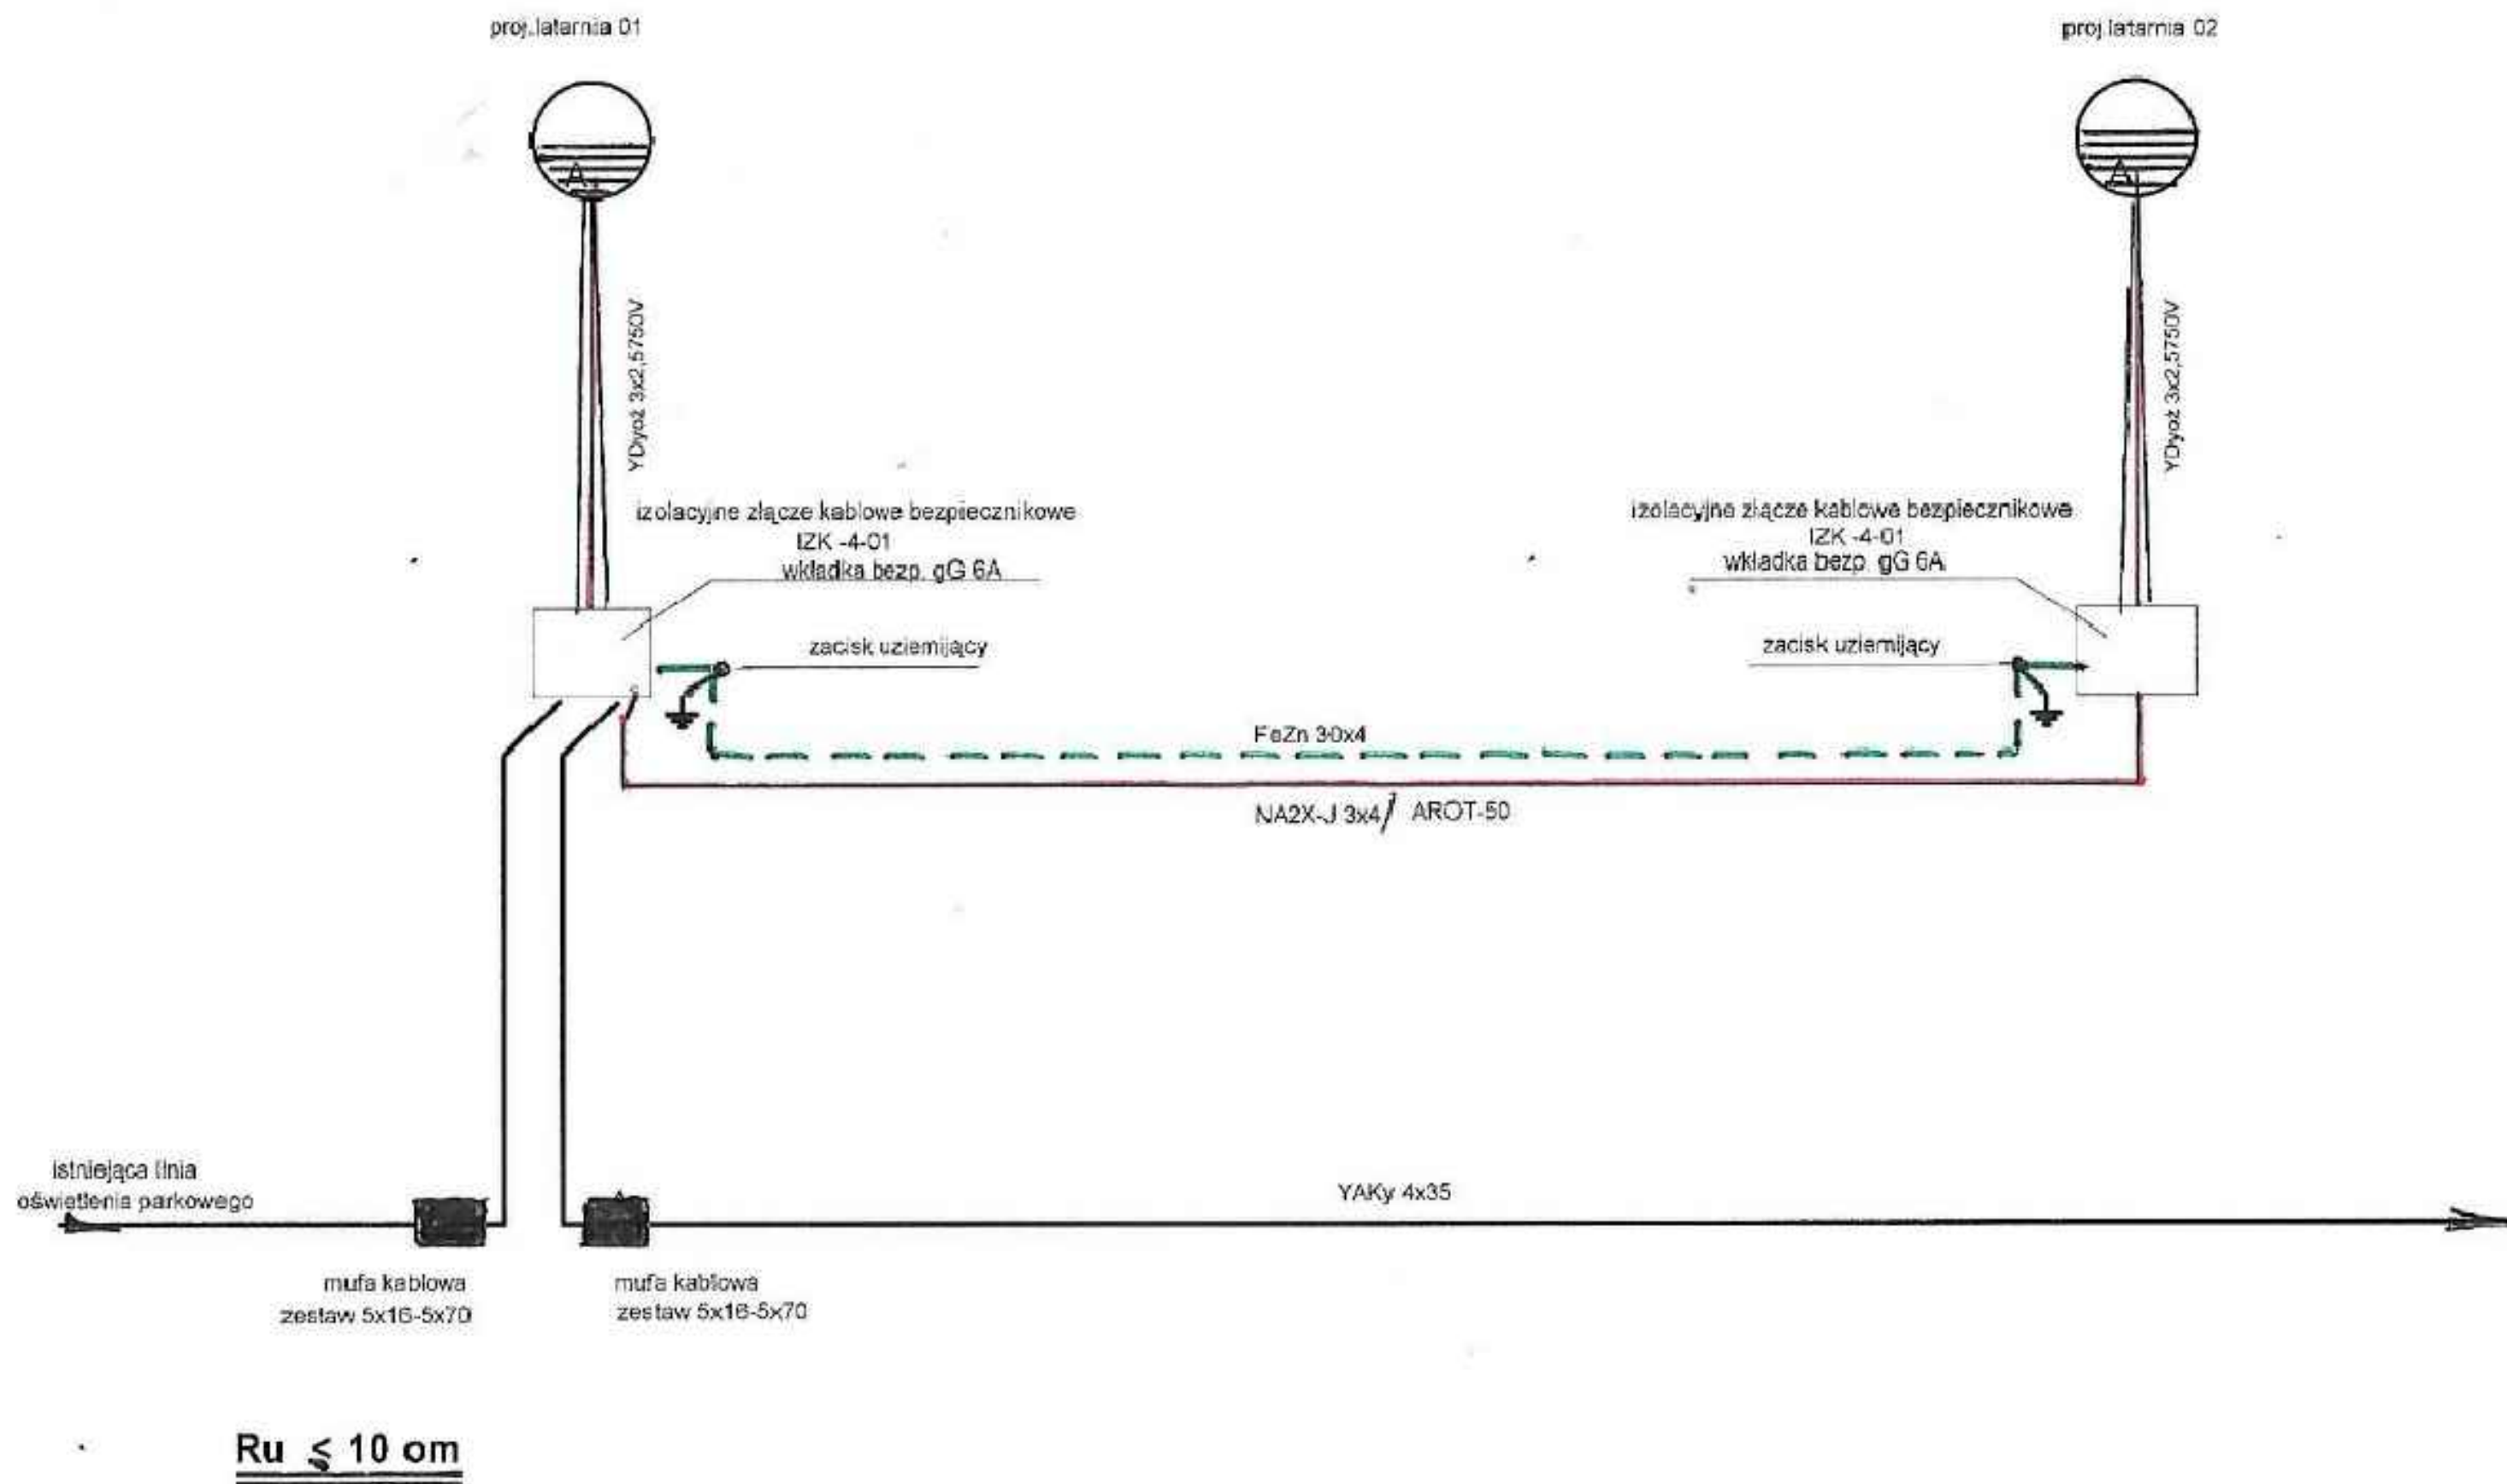 proj.latarnia 01
proj.latarnia 02
YDyoż 3x2,5750V
YDyoż 3x2,5750V
izolacyjne złącze kablowe bezpiecznikowe
IZK -4-01
wkładka bezp. gG 6A
izolacyjne złącze kablowe bezpiecznikowe
IZK -4-01
wkładka bezp. gG 6A
zacisk uziemijący
zacisk uziemijący
FeZn 30x4
NA2X-J 3x4/ AROT-50
istniejąca linia
oświetlenia parkowego
YAKy 4x35
mufa kablowa
zestaw 5x16-5x70
mufa kablowa
zestaw 5x16-5x70
Ru ≤ 10 om